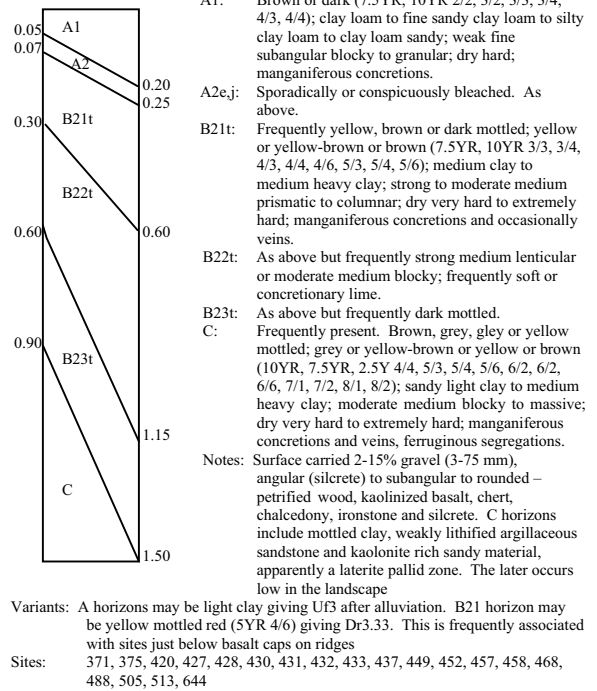 A1: Brown or dark (7.5YR, 10YR 2/2, 3/2, 3/3, 3/4,
4/3, 4/4); clay loam to fine sandy clay loam to silty
clay loam to clay loam sandy; weak fine
subangular blocky to granular; dry hard;
manganiferous concretions.
A2e,j: Sporadically or conspicuously bleached. As
above.
B21t: Frequently yellow, brown or dark mottled; yellow
or yellow-brown or brown (7.5YR, 10YR 3/3, 3/4,
4/3, 4/4, 4/6, 5/3, 5/4, 5/6); medium clay to
medium heavy clay; strong to moderate medium
prismatic to columnar; dry very hard to extremely
hard; manganiferous concretions and occasionally
veins.
B22t: As above but frequently strong medium lenticular
or moderate medium blocky; frequently soft or
concretionary lime.
B23t: As above but frequently dark mottled.
C: Frequently present. Brown, grey, gley or yellow
mottled; grey or yellow-brown or yellow or brown
(10YR, 7.5YR, 2.5Y 4/4, 5/3, 5/4, 5/6, 6/2, 6/2,
6/6, 7/1, 7/2, 8/1, 8/2); sandy light clay to medium
heavy clay; moderate medium blocky to massive;
dry very hard to extremely hard; manganiferous
concretions and veins, ferruginous segregations.
Notes: Surface carried 2-15% gravel (3-75 mm),
angular (silcrete) to subangular to rounded –
petrified wood, kaolinized basalt, chert,
chalcedony, ironstone and silcrete. C horizons
include mottled clay, weakly lithified argillaceous
sandstone and kaolonite rich sandy material,
apparently a laterite pallid zone. The later occurs
low in the landscape
0.05
0.07
0.30
0.60
0.90
A1
A2
B21t
B22t
B23t
C
0.20
0.25
0.60
1.15
1.50
Variants: A horizons may be light clay giving Uf3 after alluviation. B21 horizon may
be yellow mottled red (5YR 4/6) giving Dr3.33. This is frequently associated
with sites just below basalt caps on ridges
Sites: 371, 375, 420, 427, 428, 430, 431, 432, 433, 437, 449, 452, 457, 458, 468,
488, 505, 513, 644